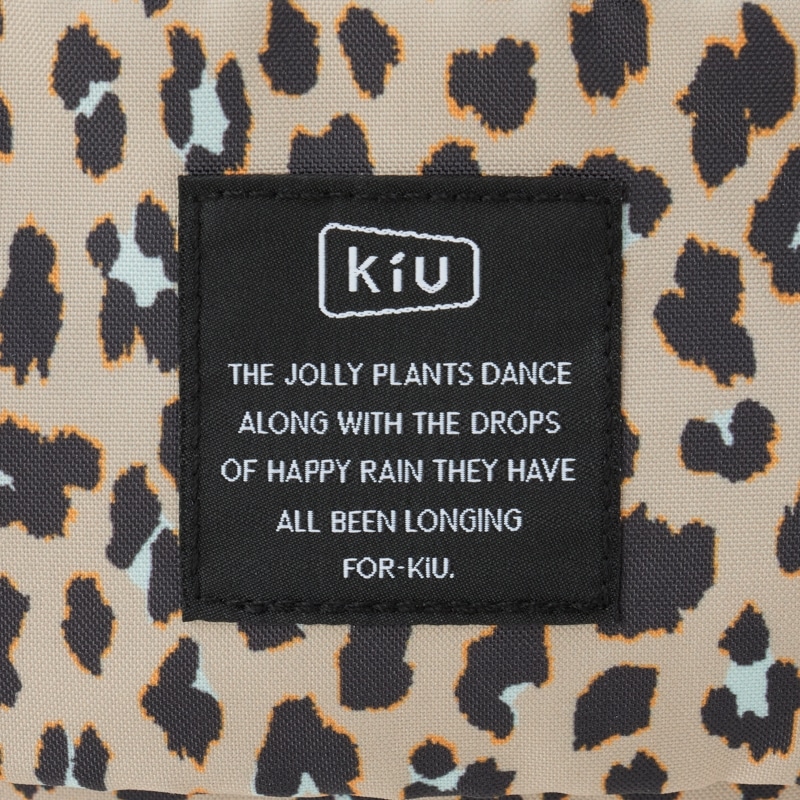 kiU
THE JOLLY PLANTS DANCE
ALONG WITH THE DROPS
OF HAPPY RAIN THEY HAVE
ALL BEEN LONGING
FOR-KiU.